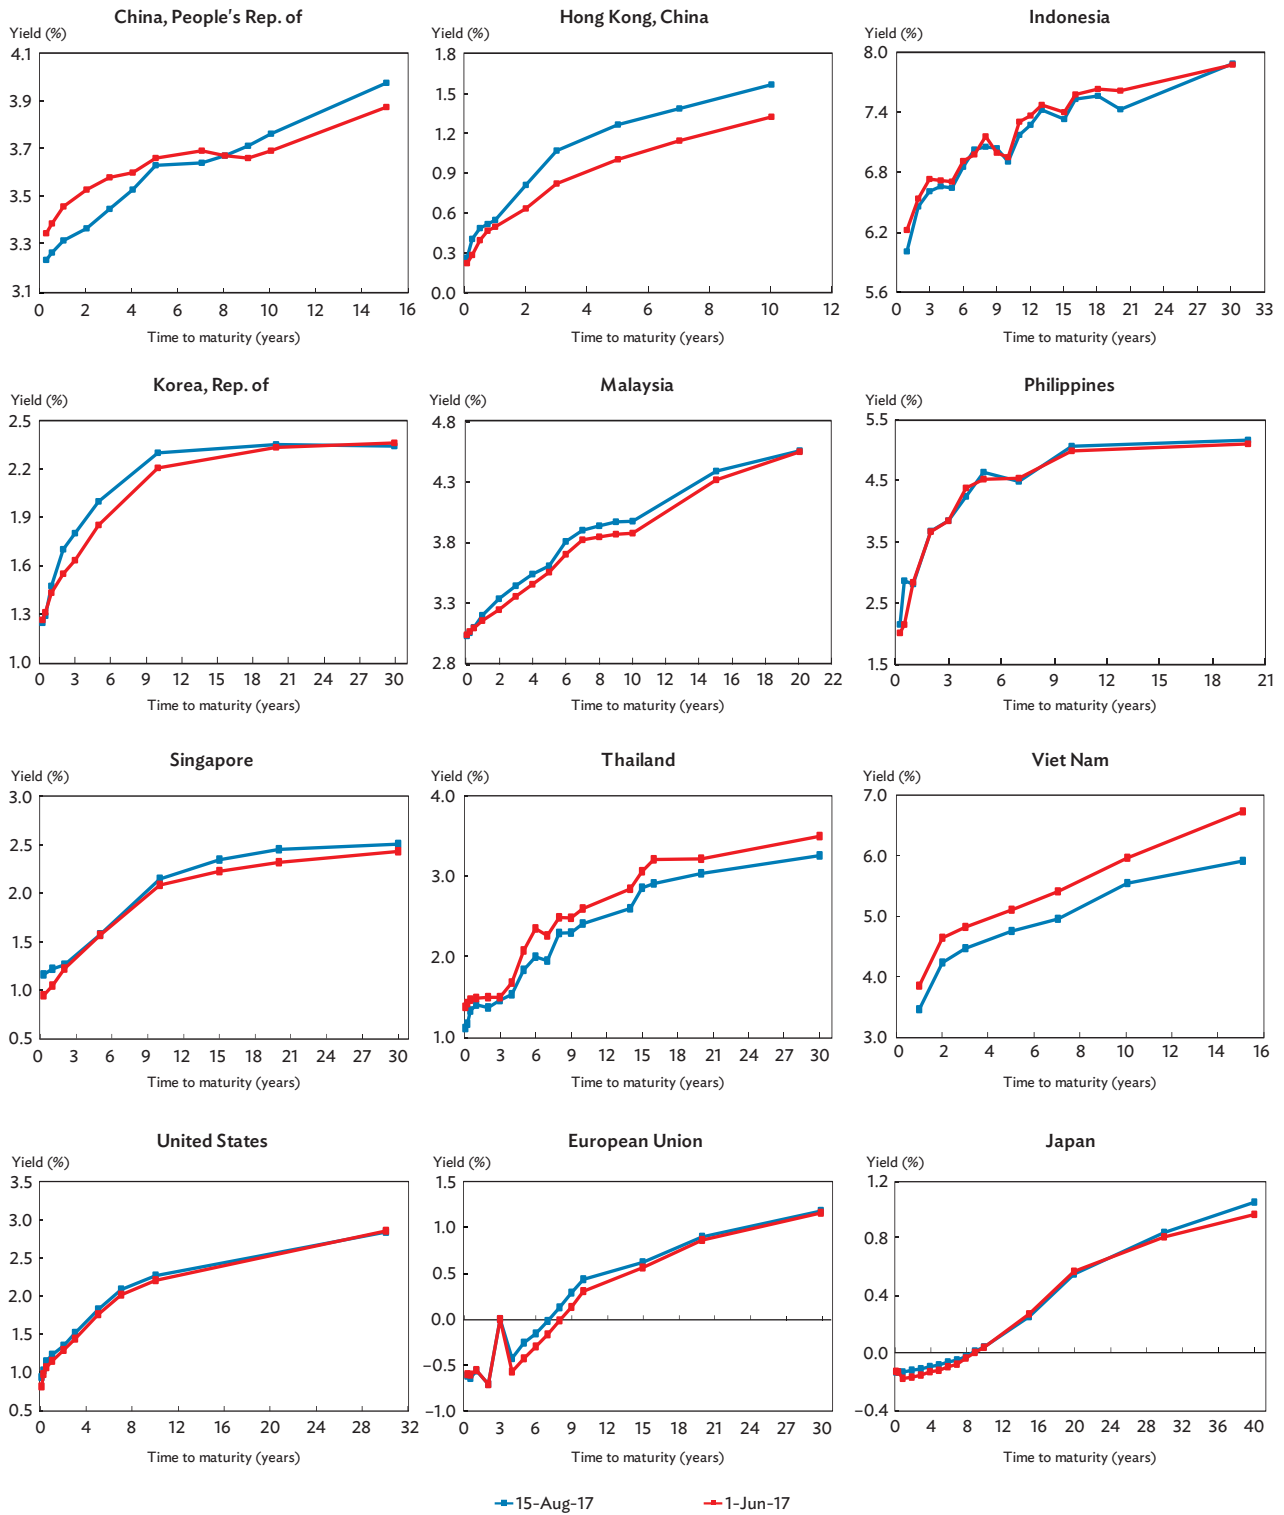 China, People's Rep. of
Yield (%)
4.1
3.9
3.7
3.5
3.3
3.1
0 2 4 6 8 10 12 14 16
Time to maturity (years)
Hong Kong, China
Yield (%)
1.8
1.5
1.2
0.9
0.6
0.3
0.0
0 2 4 6 8 10 12
Time to maturity (years)
Indonesia
Yield (%)
8.0
7.4
6.8
6.2
5.6
0 3 6 9 12 15 18 21 24 27 30 33
Time to maturity (years)
Korea, Rep. of
Yield (%)
2.5
2.2
1.9
1.6
1.3
1.0
0 3 6 9 12 15 18 21 24 27 30
Time to maturity (years)
Malaysia
Yield (%)
4.8
4.3
3.8
3.3
2.8
0 2 4 6 8 10 12 14 16 18 20 22
Time to maturity (years)
Philippines
Yield (%)
5.5
4.5
3.5
2.5
1.5
0 3 6 9 12 15 18 21
Time to maturity (years)
Singapore
Yield (%)
3.0
2.5
2.0
1.5
1.0
0.5
0 3 6 9 12 15 18 21 24 27 30
Time to maturity (years)
Thailand
Yield (%)
4.0
3.0
2.0
1.0
0 3 6 9 12 15 18 21 24 27 30
Time to maturity (years)
Viet Nam
Yield (%)
7.0
6.0
5.0
4.0
3.0
0 2 4 6 8 10 12 14 16
Time to maturity (years)
United States
Yield (%)
3.5
3.0
2.5
2.0
1.5
1.0
0.5
0 4 8 12 16 20 24 28 32
Time to maturity (years)
European Union
Yield (%)
1.5
1.0
0.5
0.0
–0.5
–1.0
0 3 6 9 12 15 18 21 24 27 30
Time to maturity (years)
Japan
Yield (%)
1.2
0.8
0.4
0.0
–0.4
0 4 8 12 16 20 24 28 32 36 40
Time to maturity (years)
15-Aug-17 1-Jun-17